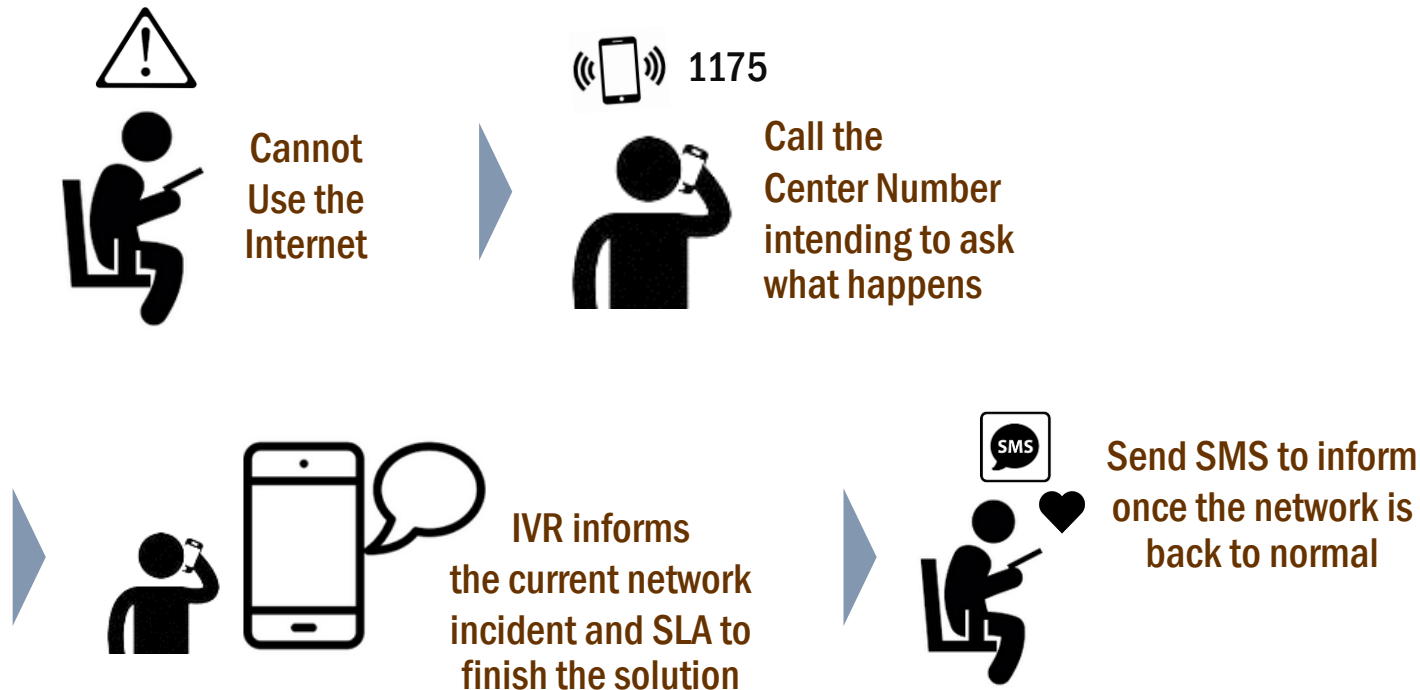 Cannot
Use the
Internet
1175
Call the
Center Number
intending to ask
what happens
IVR informs
the current network
incident and SLA to
finish the solution
SMS
Send SMS to inform
once the network is
back to normal